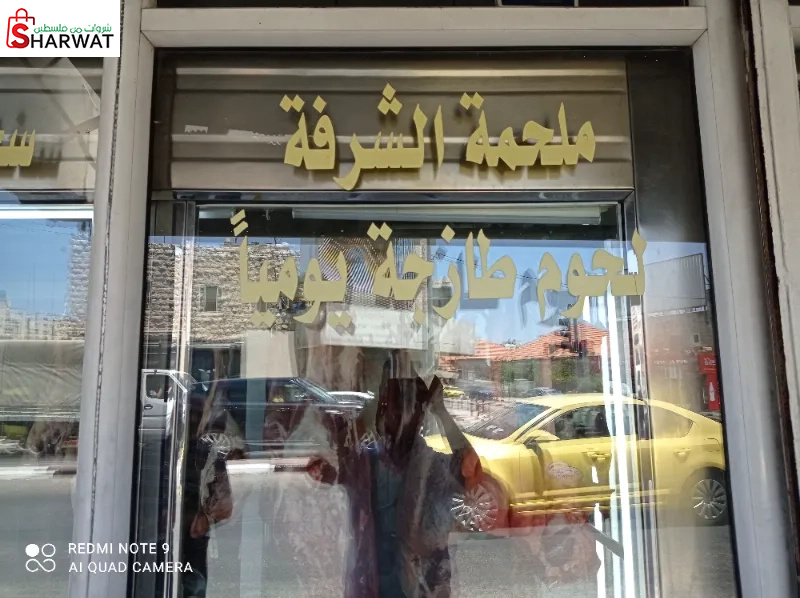 شروات من فلسطين
SHARWAT
ملحمة الشرفة
لحوم طازجة يومياً
REDMI NOTE 9
AI QUAD CAMERA